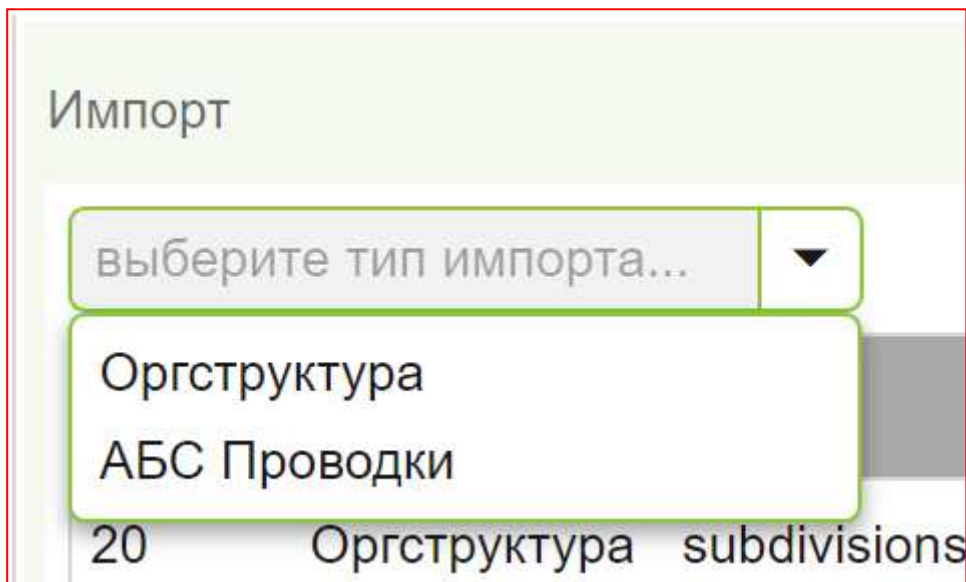 Импорт
выберите тип импорта...
Оргструктура
АБС Проводки
20 Оргструктура subdivisions